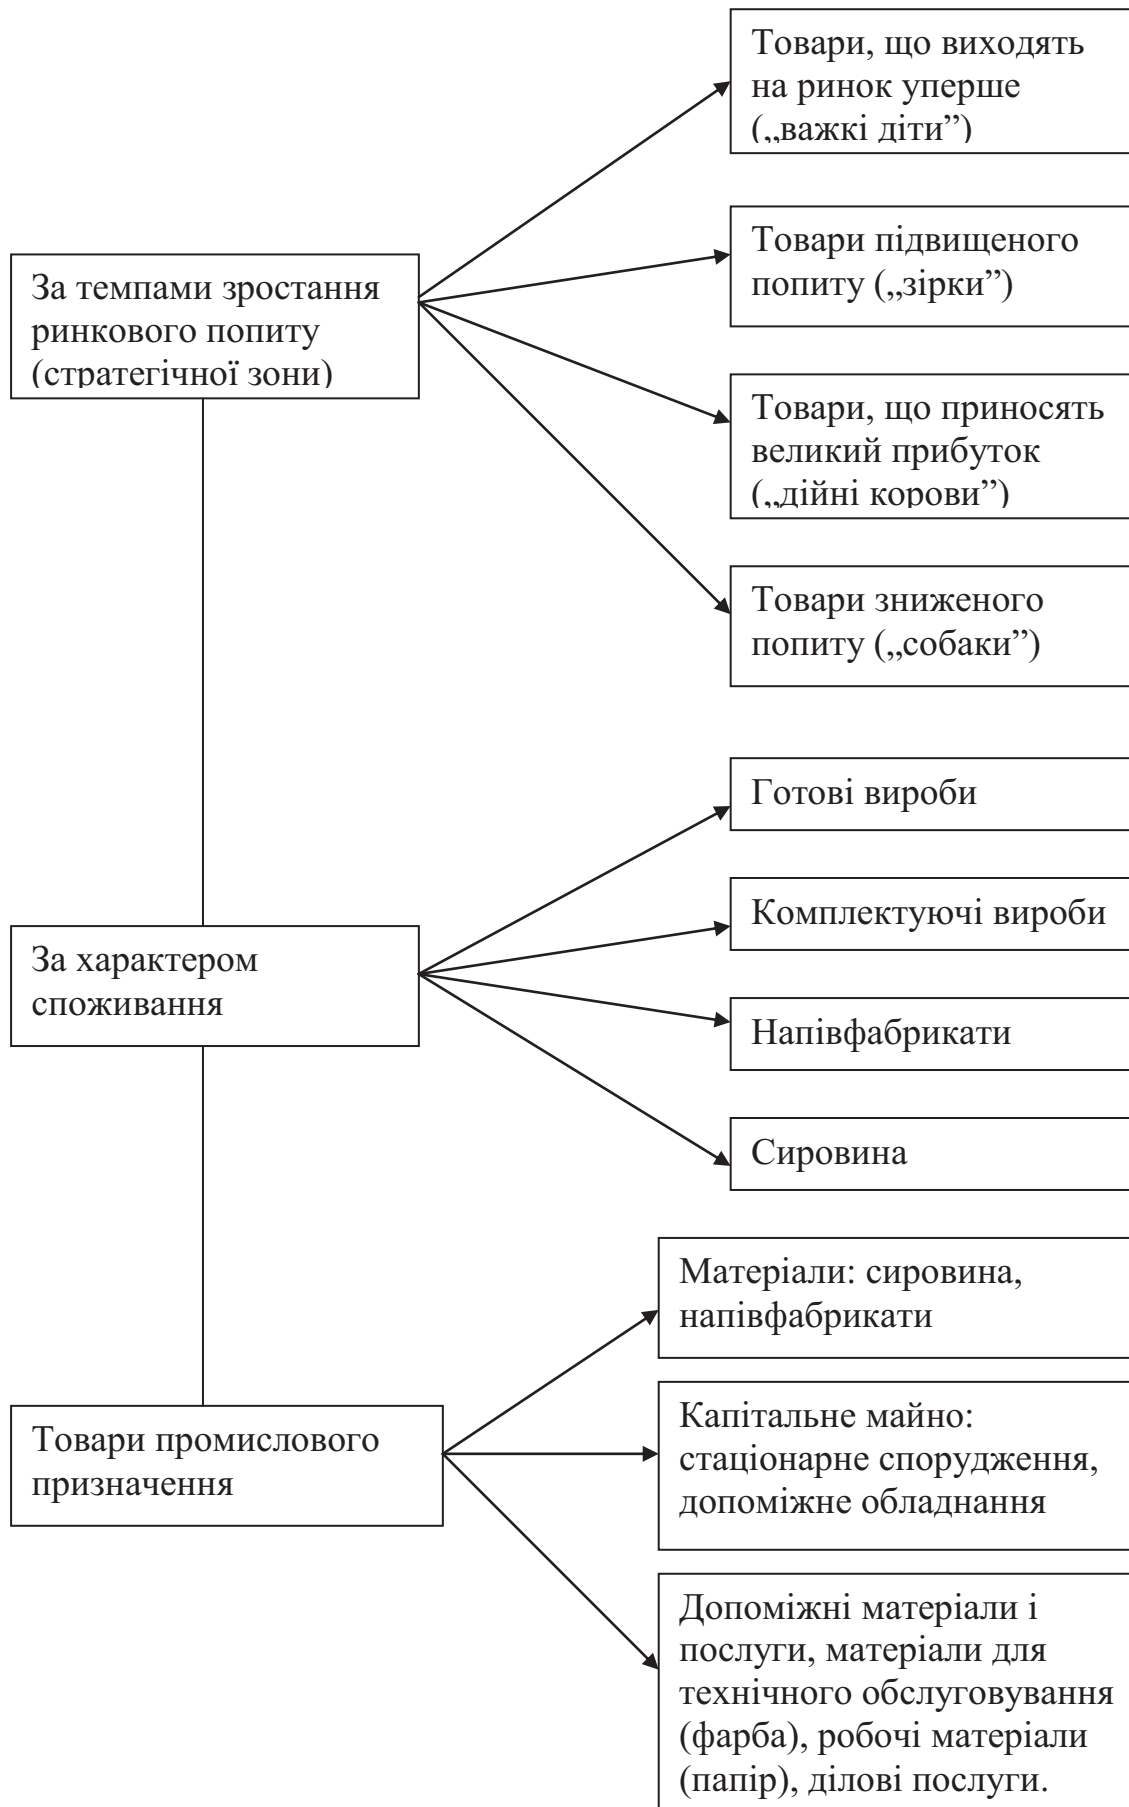 Товари, що виходять
на ринок уперше
(„важкі діти”)
Товари підвищеного
попиту („зірки”)
За темпами зростання
ринкового попиту
(стратегічної зони)
Товари, що приносять
великий прибуток
(„дійні корови”)
Товари зниженого
попиту („собаки”)
Готові вироби
Комплектуючі вироби
За характером
споживання
Напівфабрикати
Сировина
Матеріали: сировина,
напівфабрикати
Товари промислового
призначення
Капітальне майно:
стаціонарне спорудження,
допоміжне обладнання
Допоміжні матеріали і
послуги, матеріали для
технічного обслуговування
(фарба), робочі матеріали
(папір), ділові послуги.